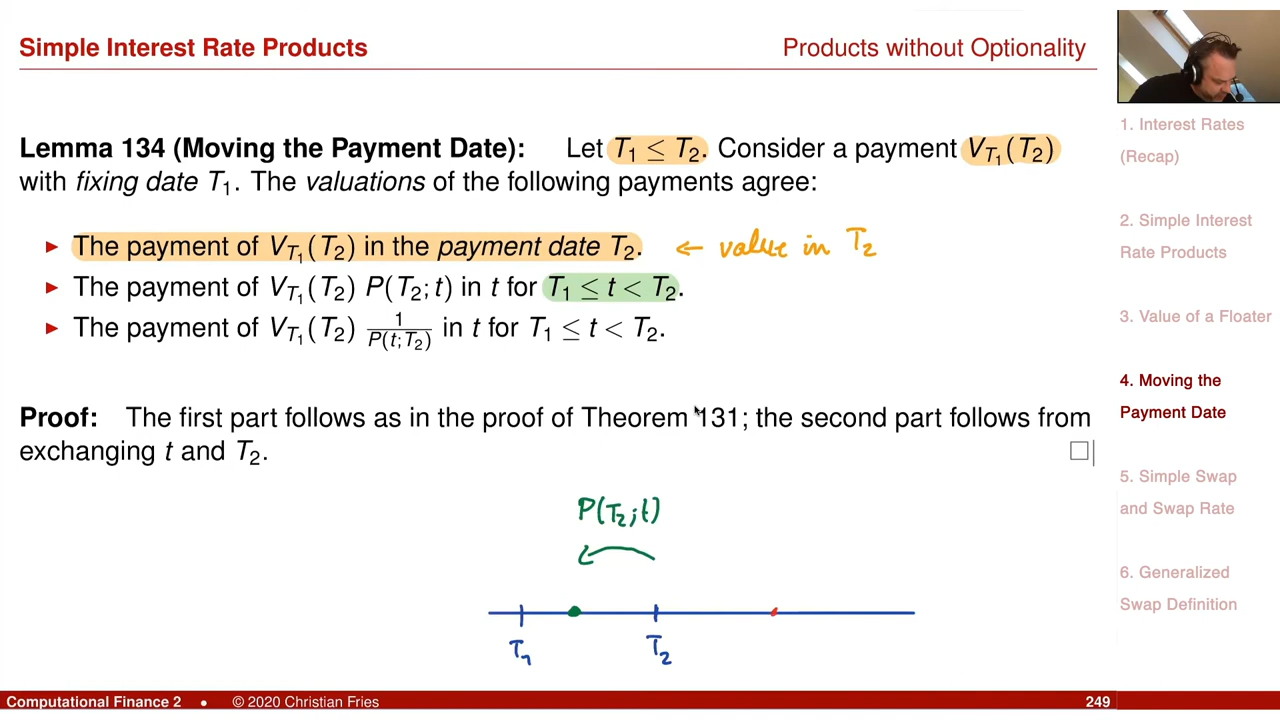 Simple Interest Rate Products
Products without Optionality
Lemma 134 (Moving the Payment Date): Let T₁ ≤ T₂. Consider a payment V_{T₁}(T₂)
with fixing date T₁. The valuations of the following payments agree:
▸ The payment of V_{T₁}(T₂) in the payment date T₂. ← value in T₂
▸ The payment of V_{T₁}(T₂) P(T₂; t) in t for T₁ ≤ t < T₂.
▸ The payment of V_{T₁}(T₂) 1/P(t;T₂) in t for T₁ ≤ t < T₂.
Proof: The first part follows as in the proof of Theorem 131; the second part follows from
exchanging t and T₂. □
P(T₂;t)
T₁ T₂
1. Interest Rates
(Recap)
2. Simple Interest
Rate Products
3. Value of a Floater
4. Moving the
Payment Date
5. Simple Swap
and Swap Rate
6. Generalized
Swap Definition
Computational Finance 2 • © 2020 Christian Fries 249